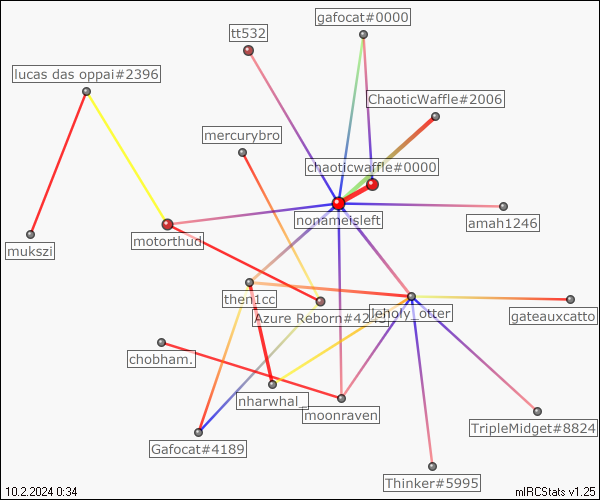 gafocat#0000
tt532
lucas das oppai#2396
ChaoticWaffle#2006
mercurybro
chaoticwaffle#0000
nonameisleft
amah1246
motorthud
mukszi
then1cc
Azure Reborn#4243
leholy_otter
gateauxcatto
chobham.
nharwhal_
moonraven
TripleMidget#8824
Gafocat#4189
Thinker#5995
10.2.2024 0:34
mIRCStats v1.25